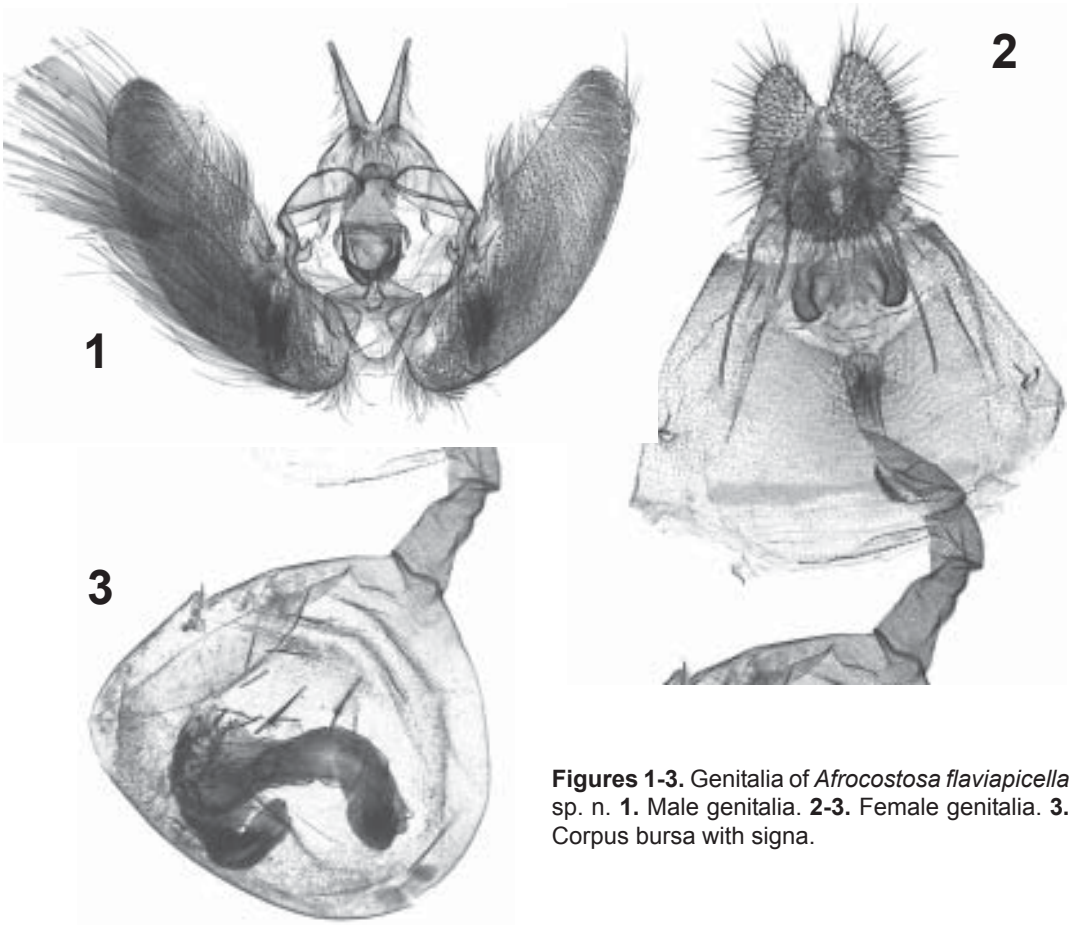 1
2
3
Figures 1-3. Genitalia of Afrocostosa flaviapicella
sp. n. 1. Male genitalia. 2-3. Female genitalia. 3.
Corpus bursa with signa.